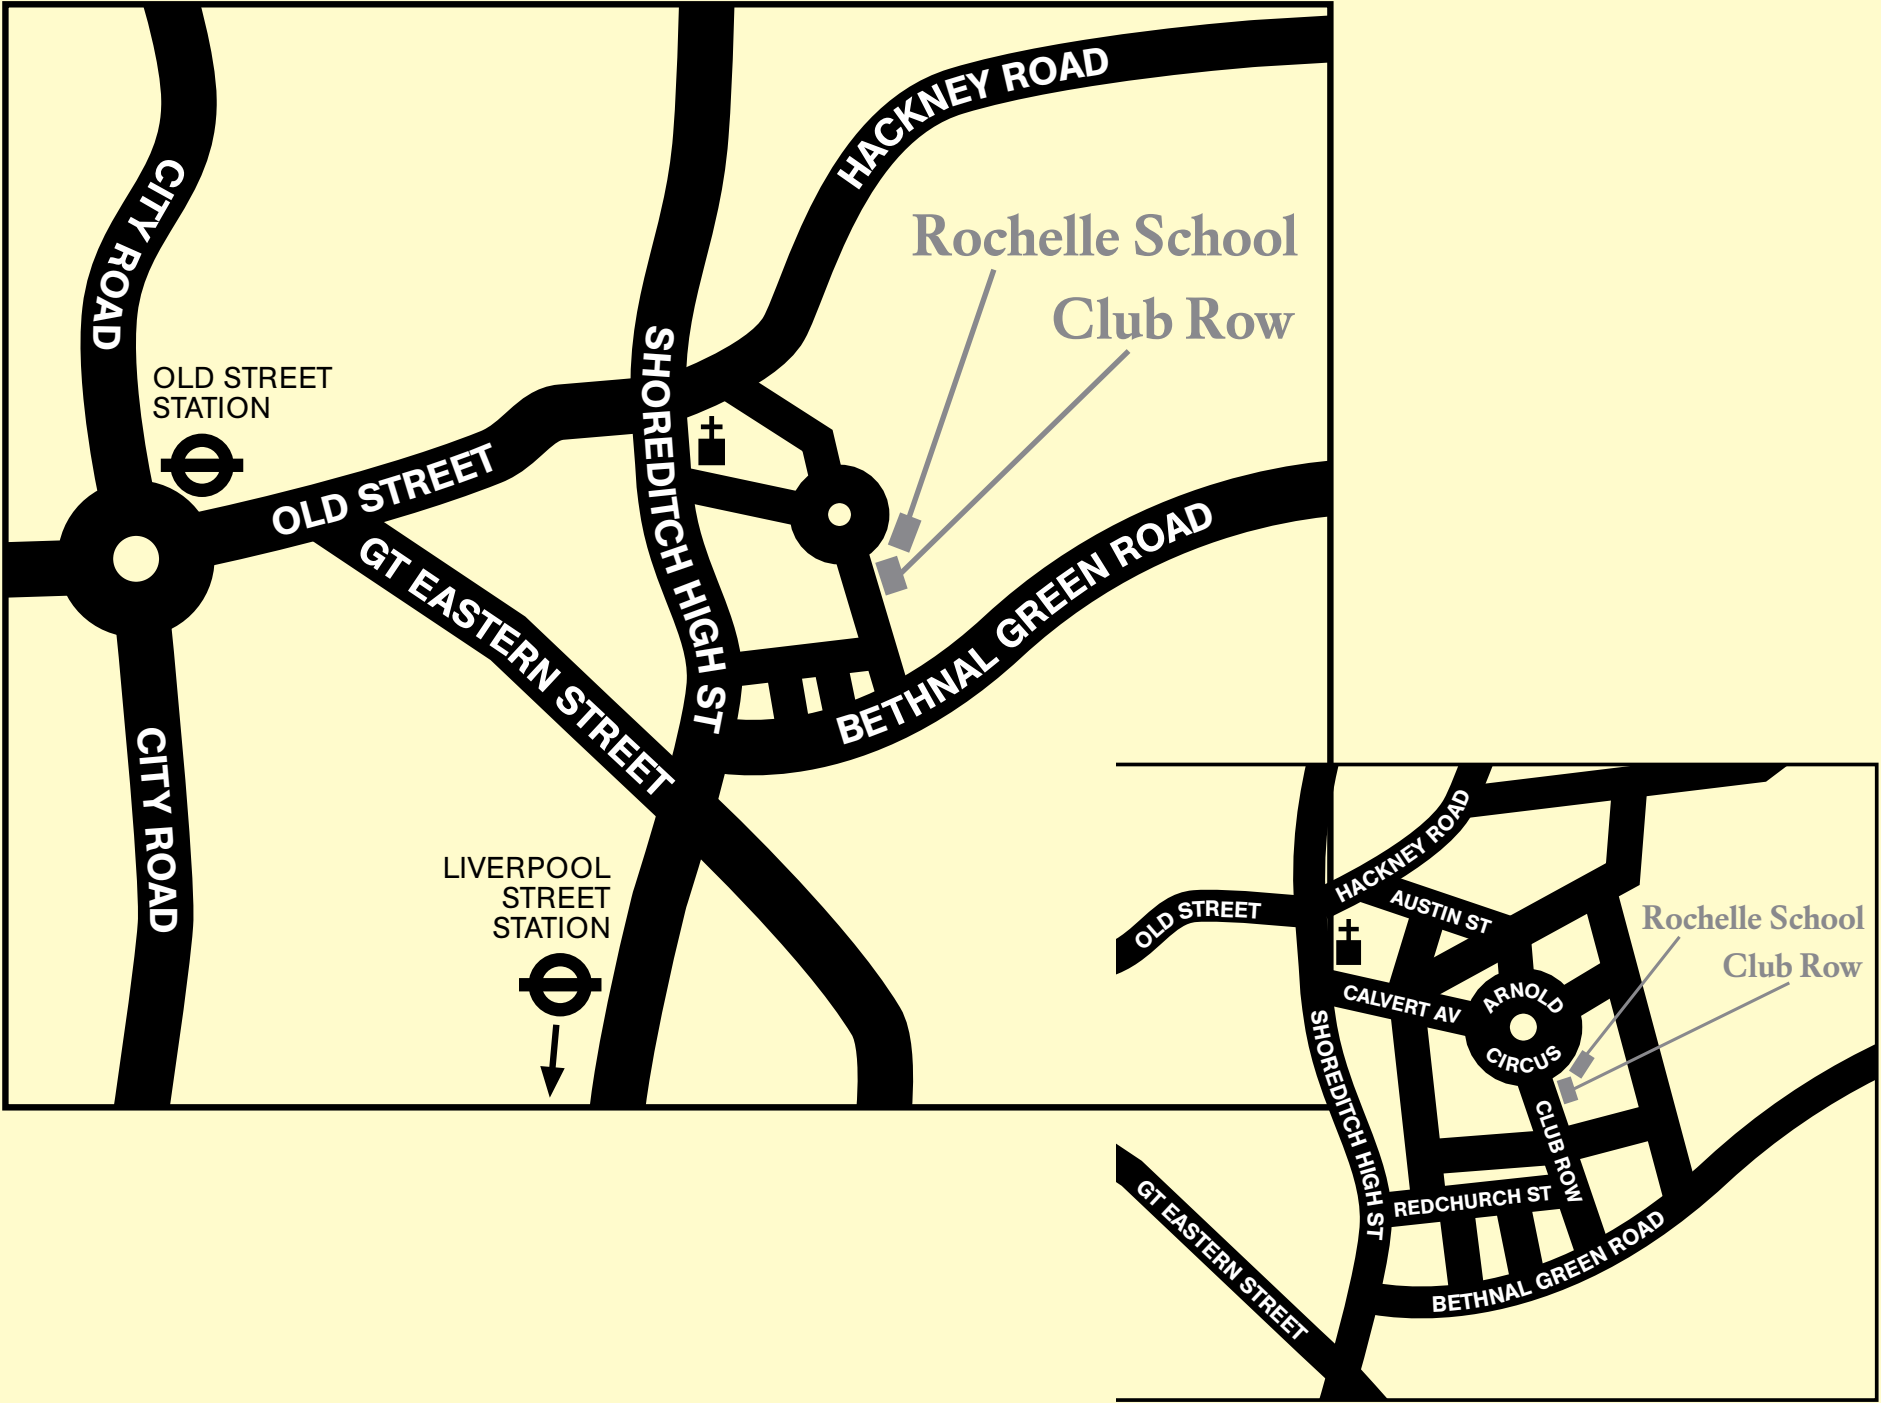 HACKNEY ROAD
CITY ROAD
Rochelle School
Club Row
OLD STREET
STATION
SHOREDITCH HIGH ST
OLD STREET
GT EASTERN STREET
BETHNAL GREEN ROAD
CITY ROAD
LIVERPOOL
STREET
STATION
HACKNEY ROAD
AUSTIN ST
OLD STREET
Rochelle School
Club Row
CALVERT AV
ARNOLD
CIRCUS
SHOREDITCH HIGH ST
CLUB ROW
REDCHURCH ST
GT EASTERN STREET
BETHNAL GREEN ROAD